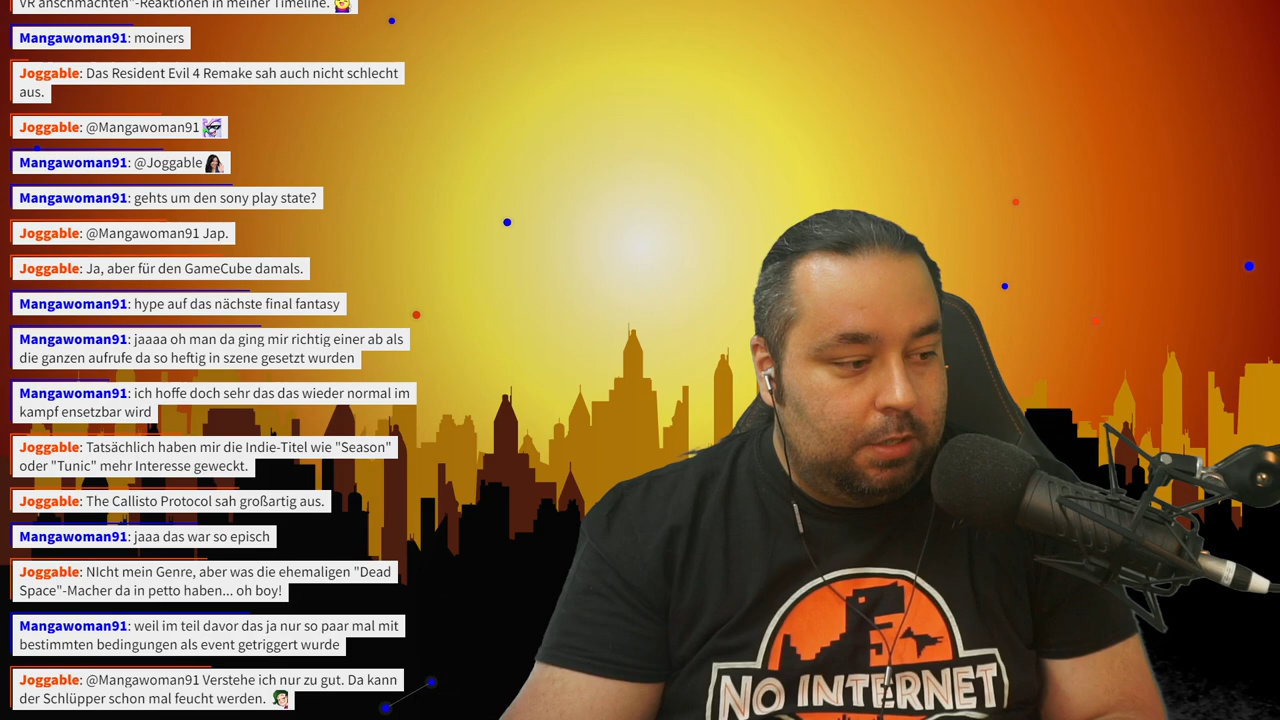 VR anschmachten"-Reaktionen in meiner Timeline.
Mangawoman91: moiners
Joggable: Das Resident Evil 4 Remake sah auch nicht schlecht
aus.
Joggable: @Mangawoman91
Mangawoman91: @Joggable
Mangawoman91: gehts um den sony play state?
Joggable: @Mangawoman91 Jap.
Joggable: Ja, aber für den GameCube damals.
Mangawoman91: hype auf das nächste final fantasy
Mangawoman91: jaaaa oh man da ging mir richtig einer ab als
die ganzen aufrufe da so heftig in szene gesetzt wurden
Mangawoman91: ich hoffe doch sehr das das wieder normal im
kampf ensetzbar wird
Joggable: Tatsächlich haben mir die Indie-Titel wie "Season"
oder "Tunic" mehr Interesse geweckt.
Joggable: The Callisto Protocol sah großartig aus.
Mangawoman91: jaaa das war so episch
Joggable: NIcht mein Genre, aber was die ehemaligen "Dead
Space"-Macher da in petto haben... oh boy!
Mangawoman91: weil im teil davor das ja nur so paar mal mit
bestimmten bedingungen als event getriggert wurde
Joggable: @Mangawoman91 Verstehe ich nur zu gut. Da kann
der Schlüpper schon mal feucht werden.
NO INTERNET